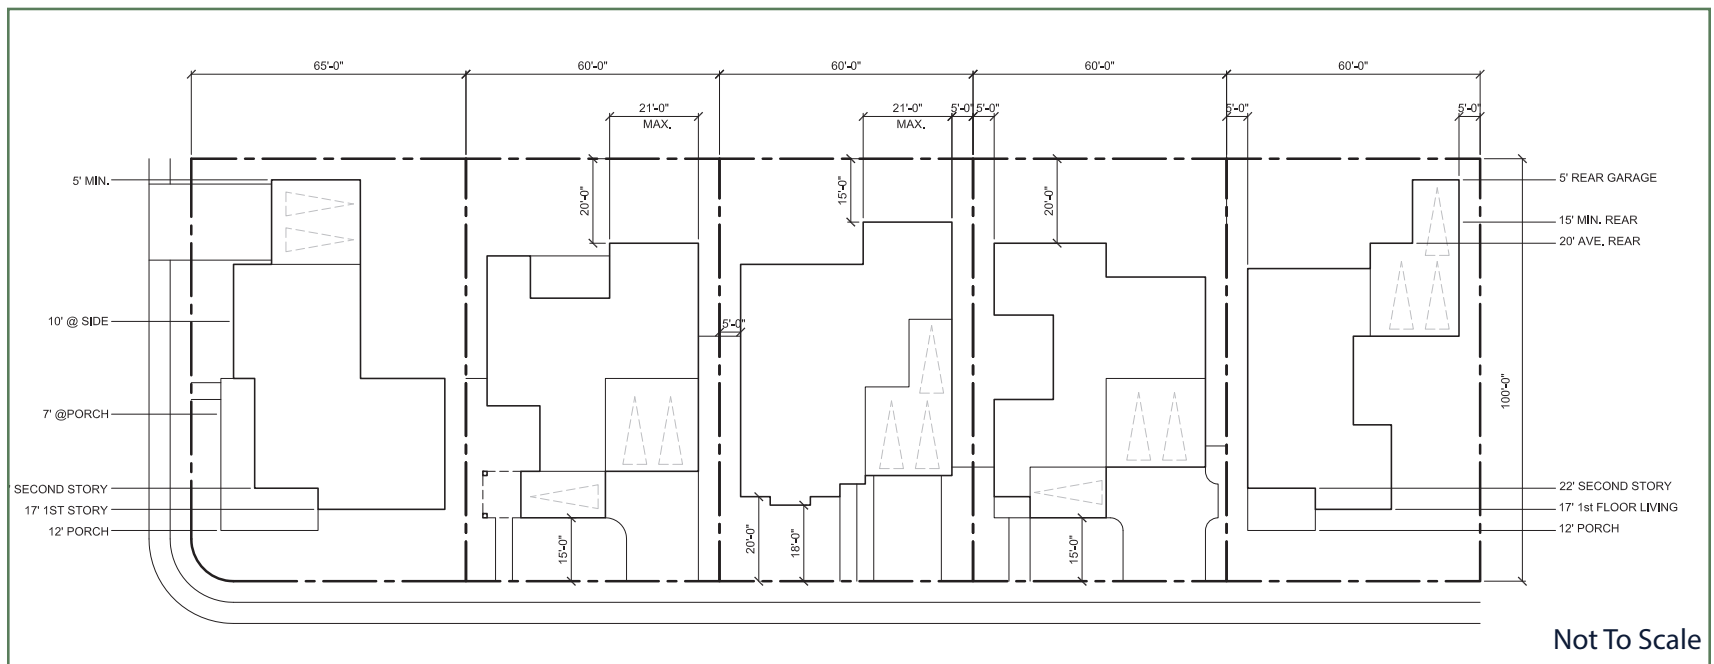 65'-0"
60'-0"
60'-0"
60'-0"
60'-0"
21'-0"
MAX.
21'-0"
MAX.
5'-0"
5'-0"
5'-0"
5'-0"
5' MIN.
20'-0"
15'-0"
20'-0"
5' REAR GARAGE
15' MIN. REAR
20' AVE. REAR
10' @ SIDE
5'-0"
100'-0"
7' @PORCH
' SECOND STORY
17' 1ST STORY
12' PORCH
15'-0"
20'-0"
18'-0"
15'-0"
22' SECOND STORY
17' 1st FLOOR LIVING
12' PORCH
Not To Scale